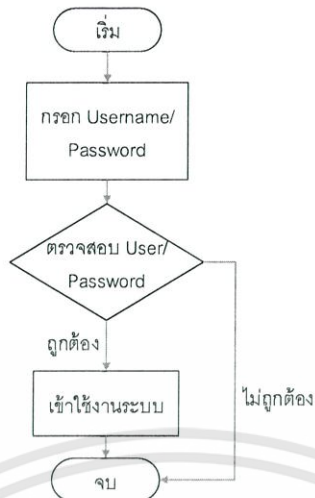 เริ่ม
กรอก Username/
Password
ตรวจสอบ User/
Password
ถูกต้อง
ไม่ถูกต้อง
เข้าใช้งานระบบ
จบ